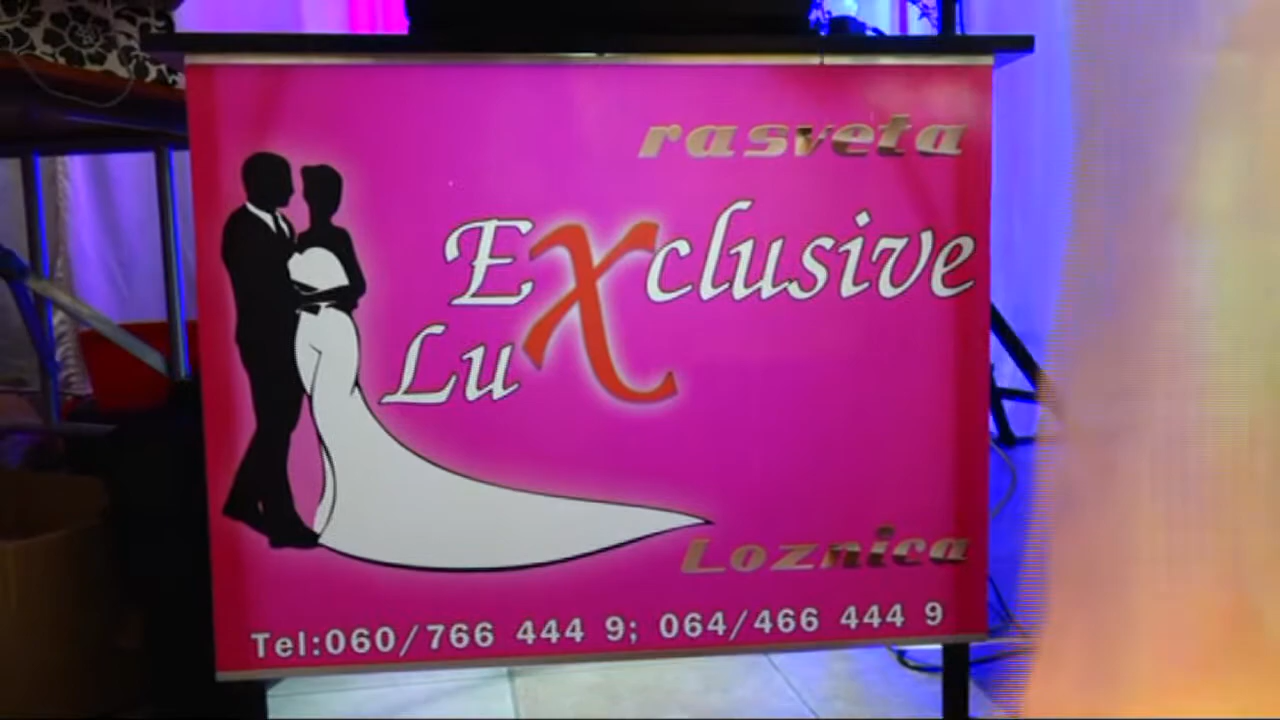 rasveta
Exclusive
Lux
Loznica
Tel:060/766 444 9; 064/466 444 9